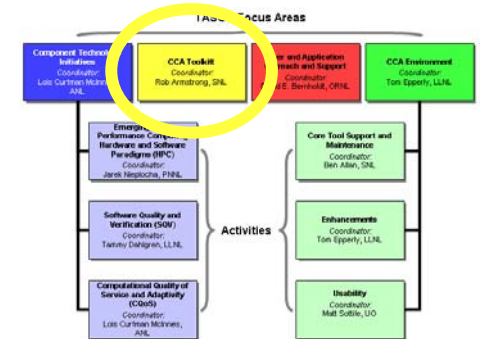 Focus Areas
Component Technology
Initiatives
Coordinator:
Lois Curfman McInnes,
ANL
CCA Toolkit
Coordinator:
Rob Armstrong, SNL
and Application
and Support
Coordinator
E. Bernholdt, ORNL
CCA Environment
Coordinator:
Tom Epperly, LLNL
Performance Computing
Hardware and Software
Paradigms (HPC)
Coordinator:
Jarek Nieplocha, PNNL
Software Quality and
Verification (SQV)
Coordinator:
Tammy Dahlgren, LLNL
Computational Quality of
Service and Adaptivity
(CQoS)
Coordinator:
Lois Curfman McInnes,
ANL
Activities
Core Tool Support and
Maintenance
Coordinator:
Ben Allan, SNL
Enhancements
Coordinator:
Tom Epperly, LLNL
Usability
Coordinator:
Matt Sottile, UO